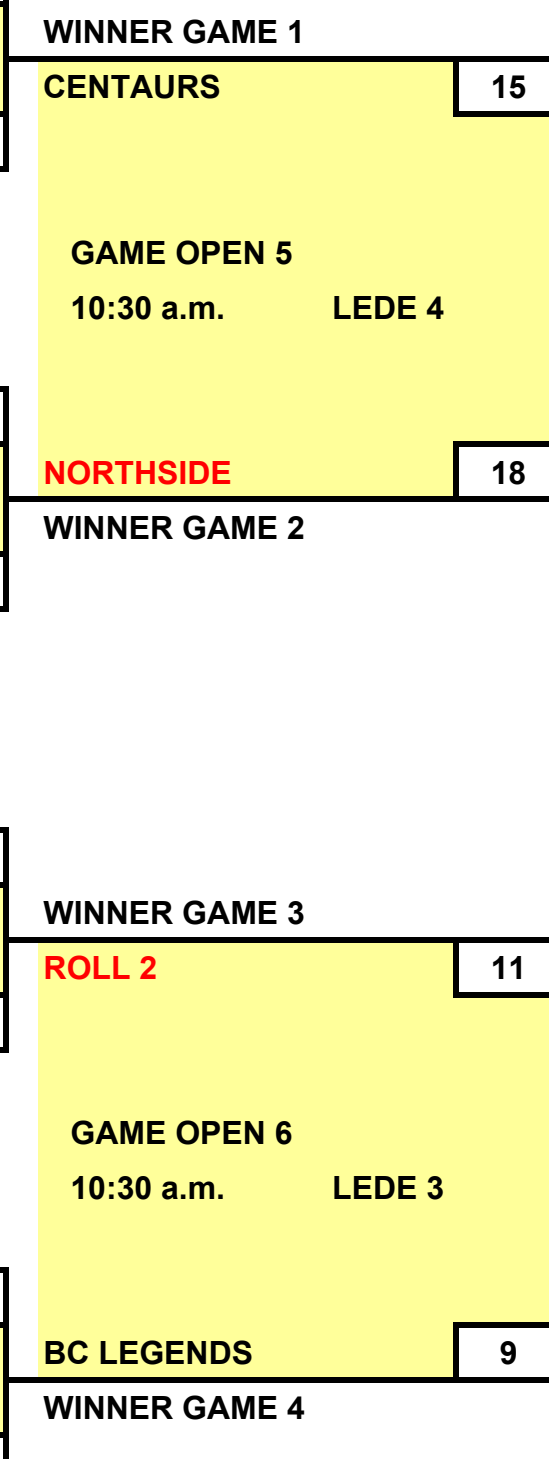 WINNER GAME 1
CENTAURS 15
GAME OPEN 5
10:30 a.m. LEDE 4
NORTHSIDE 18
WINNER GAME 2
WINNER GAME 3
ROLL 2 11
GAME OPEN 6
10:30 a.m. LEDE 3
BC LEGENDS 9
WINNER GAME 4